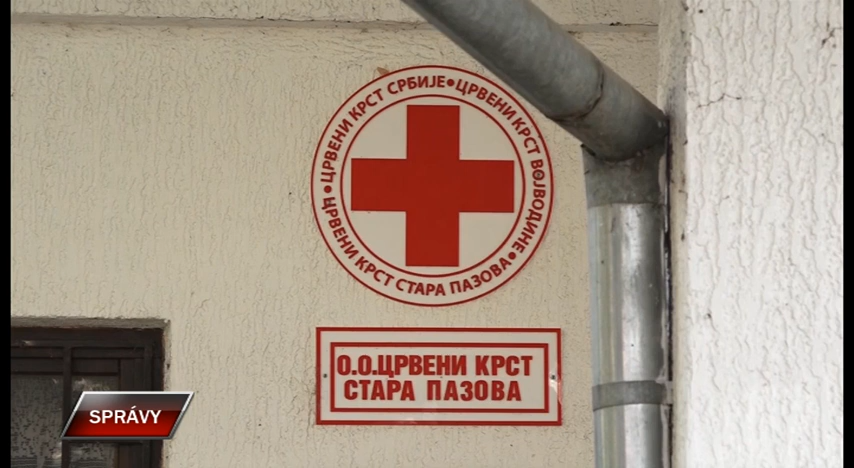 •ЦРВЕНИ КРСТ СРБИЈЕ•ЦРВЕНИ КРСТ ВОЈВОДИНЕ•
ЦРВЕНИ КРСТ СТАРА ПАЗОВА
О.О.ЦРВЕНИ КРСТ
СТАРА ПАЗОВА
SPRÁVY